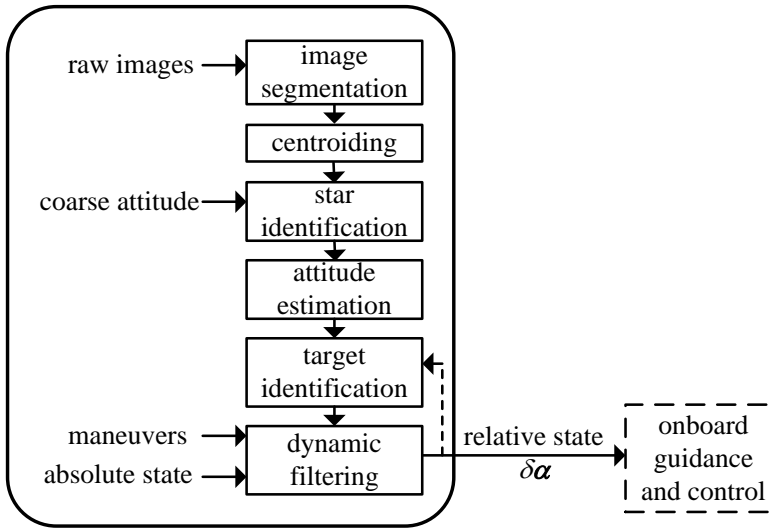 raw images
image
segmentation
centroiding
coarse attitude
star
identification
attitude
estimation
target
identification
maneuvers
absolute state
dynamic
filtering
relative state
δα
onboard
guidance
and control